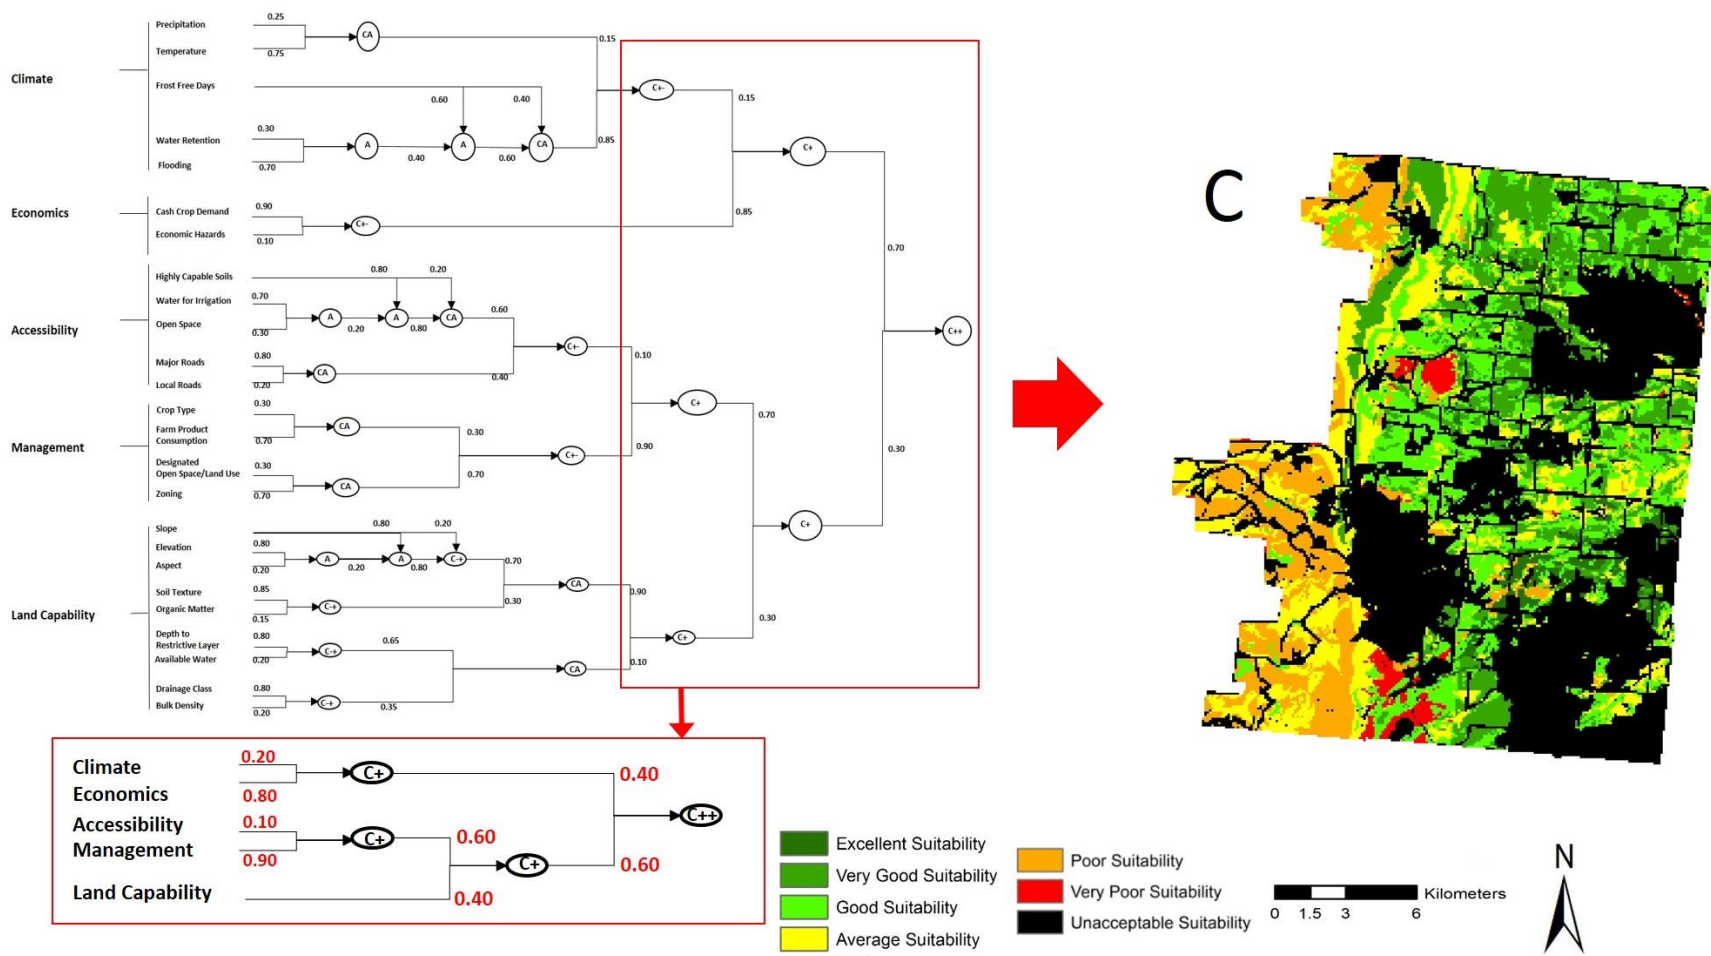 Climate
Precipitation
0.25
Temperature
0.75
CA
0.15
Frost Free Days
0.60
0.40
Water Retention
0.30
Flooding
0.70
A
0.40
A
0.60
CA
0.85
C+-
0.15
C+
Economics
Cash Crop Demand
0.90
Economic Hazards
0.10
C+-
0.85
0.70
Accessibility
Highly Capable Soils
0.80
0.20
Water for Irrigation
0.70
Open Space
0.30
A
0.20
A
0.80
CA
0.60
Major Roads
0.80
Local Roads
0.20
CA
0.40
C+-
0.10
C++
Management
Crop Type
0.30
Farm Product
Consumption
0.70
CA
0.30
Designated
Open Space/Land Use
0.30
Zoning
0.70
CA
0.70
C+-
0.90
C+
0.70
0.30
C+
Land Capability
Slope
0.80
0.20
Elevation
0.80
Aspect
0.20
A
0.20
A
0.80
C-+
0.70
Soil Texture
0.85
Organic Matter
0.15
C-+
0.30
CA
0.90
Depth to
Restrictive Layer
0.80
Available Water
0.20
C-+
0.65
Drainage Class
0.80
Bulk Density
0.20
C-+
0.35
CA
0.10
C+
0.30
Climate
0.20
Economics
0.80
C+
0.40
Accessibility
0.10
Management
0.90
C+
0.60
Land Capability
0.40
C+
0.60
C++
C
Excellent Suitability
Very Good Suitability
Good Suitability
Average Suitability
Poor Suitability
Very Poor Suitability
Unacceptable Suitability
Kilometers
0 1.5 3 6
N